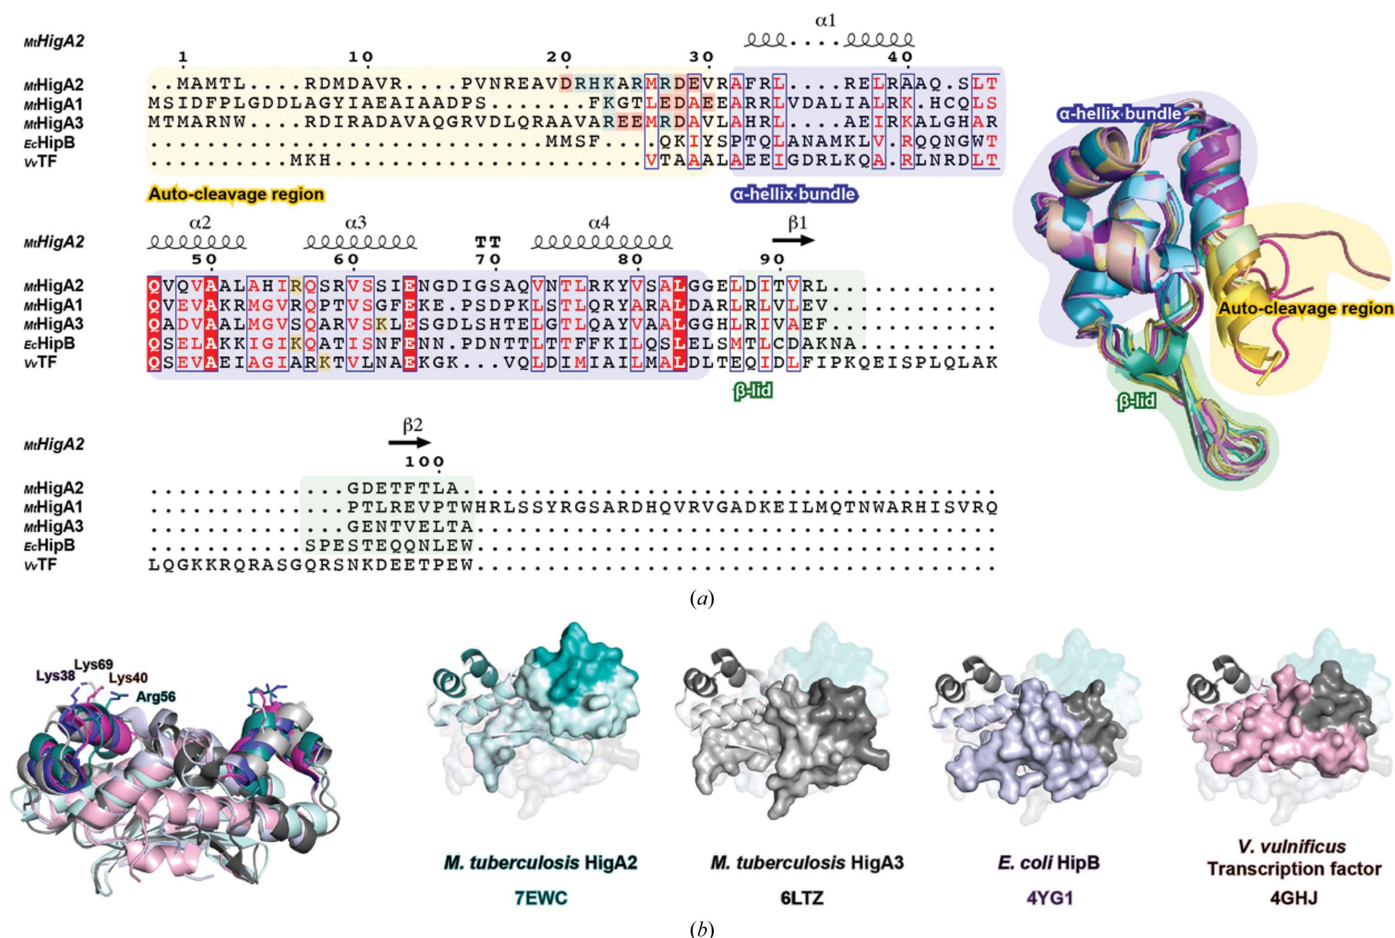 α1
MtHigA2
1 10 20 30 40
MtHigA2 ..MAMTL....RDMDAVR....PVNREAVDRHKARMRDEVRAFRL....RELRAAQ.SLT
MtHigA1 MSIDFPLGDDLAGYIAEAIAADPS.......FKGTLEDAEEARRLVDALIALRK.HCQLS
MtHigA3 MTMARNW....RDIRADAVAQGRVDLQRAAVAREEMRDAVLAHRL....AEIRKALGHAR
EcHipB ............................MMSF....QKIYSPTQLANAMKLV.RQQNGWT
VvTF ..........MKH......................VTAAALAEEIGDRLKQA.RLNRDLT
Auto-cleavage region α-hellix bundle
α2 α3 α4 β1
MtHigA2 TT
50 60 70 80 90
MtHigA2 QVQVAALAHIRQSRVSSIENGDIGSAQVNTLRKYVSALGGELDITVRL............
MtHigA1 QVEVAKRMGVRQPTVSGFEKE.PSDPKLSTLQRYVLALDARLRLVLEV............
MtHigA3 QADVAALMGVSQARVSKLESGDLSHTELGTLQAYVAALGGHLRIVAEF............
EcHipB QSELAKKIGIKQATISNFENN.PDNTTLTTFFKILQSLELSMTLCDAKNA..........
VvTF QSEVAEIAGIARKTVLNAEKGK...VQLDIMIAILMALDLTEQIDLFIPKQEISPLQLAK
β-lid
β2
MtHigA2
100
MtHigA2 ..............GDETFTLA......................................
MtHigA1 ..............PTLREVPTWHRLSSYRGSARDHQVRVGADKEILMQTNWARHISVRQ
MtHigA3 ..............GENTVELTA.....................................
EcHipB ...........SPESTEQQNLEW.....................................
VvTF LQGKKRQRASGQRSNKDEETPEW.....................................
α-hellix bundle
Auto-cleavage region
β-lid
(a)
Lys69
Lys38 Lys40
Arg56
M. tuberculosis HigA2
7EWC
M. tuberculosis HigA3
6LTZ
E. coli HipB
4YG1
V. vulnificus
Transcription factor
4GHJ
(b)